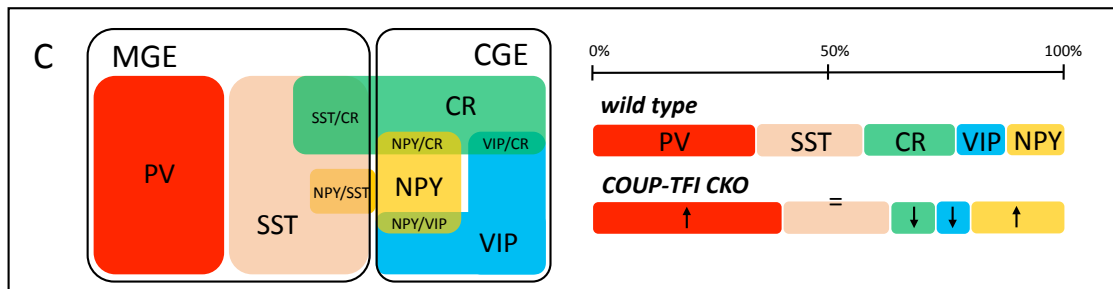 C
MGE
CGE
PV
SST
SST/CR
NPY/SST
CR
NPY/CR
VIP/CR
NPY
NPY/VIP
VIP
0%
50%
100%
wild type
PV
SST
CR
VIP
NPY
COUP-TFI CKO
↑
=
↓
↓
↑